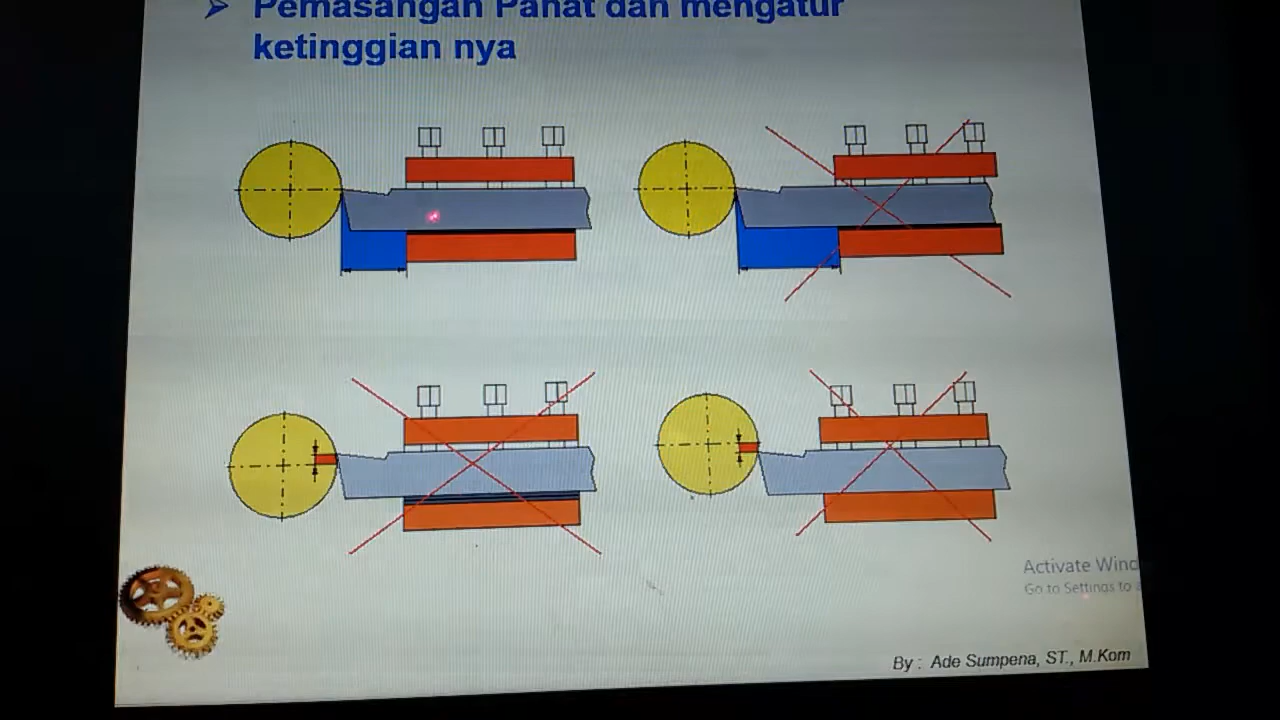 Pemasangan Pahat dan mengatur
ketinggian nya
Activate Wind
Go to Settings to a
By : Ade Sumpena, ST., M.Kom